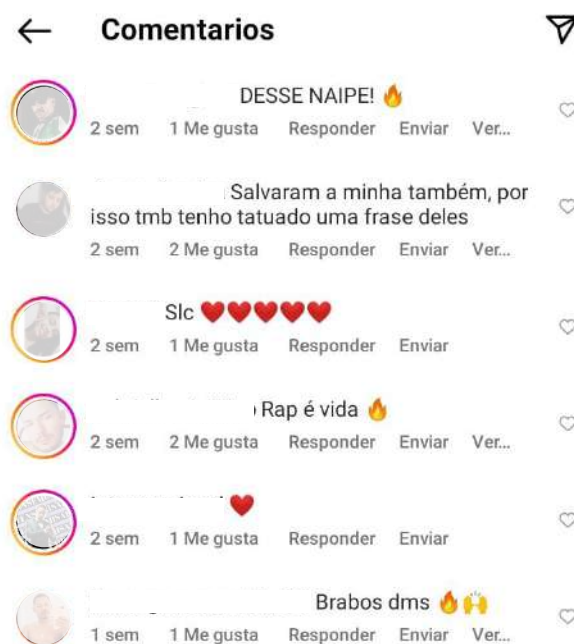 Comentarios
DESSE NAIPE! 🔥
2 sem 1 Me gusta Responder Enviar Ver...
Salvaram a minha também, por
isso tmb tenho tatuado uma frase deles
2 sem 2 Me gusta Responder Enviar Ver...
Slc ❤️❤️❤️❤️❤️
2 sem 1 Me gusta Responder Enviar
Rap é vida 🔥
2 sem 2 Me gusta Responder Enviar Ver...
❤️
2 sem 1 Me gusta Responder Enviar
Brabos dms 🔥🙌
1 sem 1 Me gusta Responder Enviar Ver...